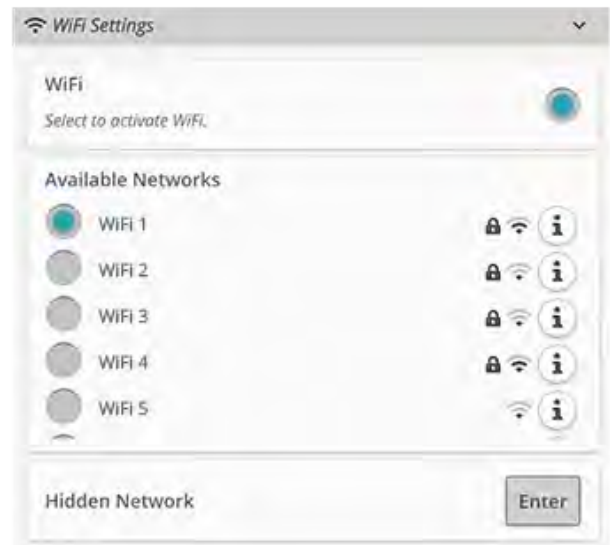 WiFi Settings
WiFi
Select to activate WiFi.
Available Networks
WiFi 1
WiFi 2
WiFi 3
WiFi 4
WiFi 5
Hidden Network
Enter